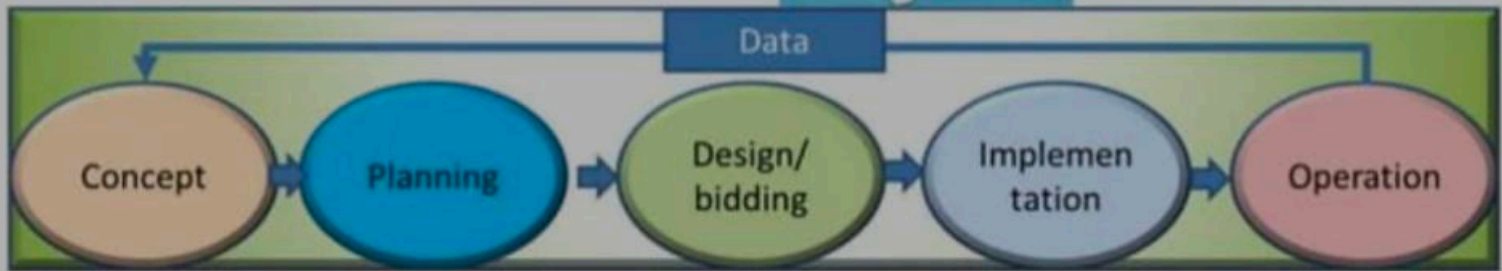 Data
Concept
Planning
Design/
bidding
Implemen
tation
Operation